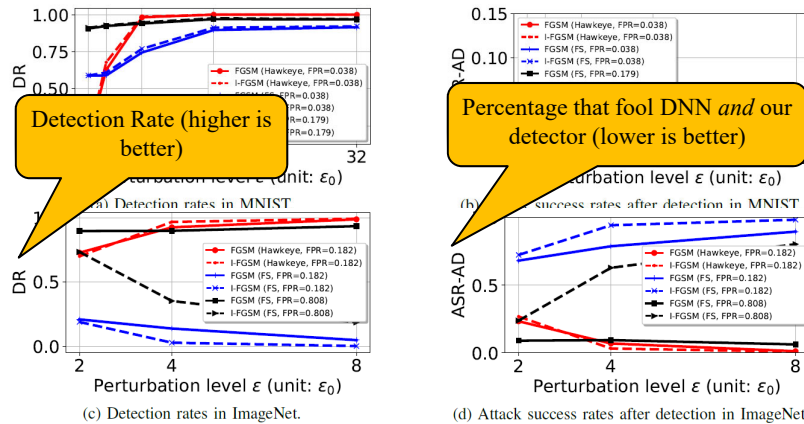 1.00
0.75
0.50
DR
FGSM (Hawkeye, FPR=0.038)
I-FGSM (Hawkeye, FPR=0.038)
FPR=0.038)
0.038)
0.179)
=0.179)
32
Perturbation level ε (unit: ε0)
(a) Detection rates in MNIST
Detection Rate (higher is
better)
0.15
0.10
R-AD
FGSM (Hawkeye, FPR=0.038)
I-FGSM (Hawkeye, FPR=0.038)
FGSM (FS, FPR=0.038)
I-FGSM (FS, FPR=0.038)
FGSM (FS, FPR=0.179)
32
Perturbation level ε (unit: ε0)
(b) success rates after detection in MNIST
Percentage that fool DNN and our
detector (lower is better)
DR
0.5
0.0
FGSM (Hawkeye, FPR=0.182)
I-FGSM (Hawkeye, FPR=0.182)
FGSM (FS, FPR=0.182)
I-FGSM (FS, FPR=0.182)
FGSM (FS, FPR=0.808)
I-FGSM (FS, FPR=0.808)
2 4 8
Perturbation level ε (unit: ε0)
(c) Detection rates in ImageNet.
ASR-AD
0.5
0.0
FGSM (Hawkeye, FPR=0.182)
I-FGSM (Hawkeye, FPR=0.182)
FGSM (FS, FPR=0.182)
I-FGSM (FS, FPR=0.182)
FGSM (FS, FPR=0.808)
I-FGSM (FS, FPR=0.808)
2 4 8
Perturbation level ε (unit: ε0)
(d) Attack success rates after detection in ImageNet